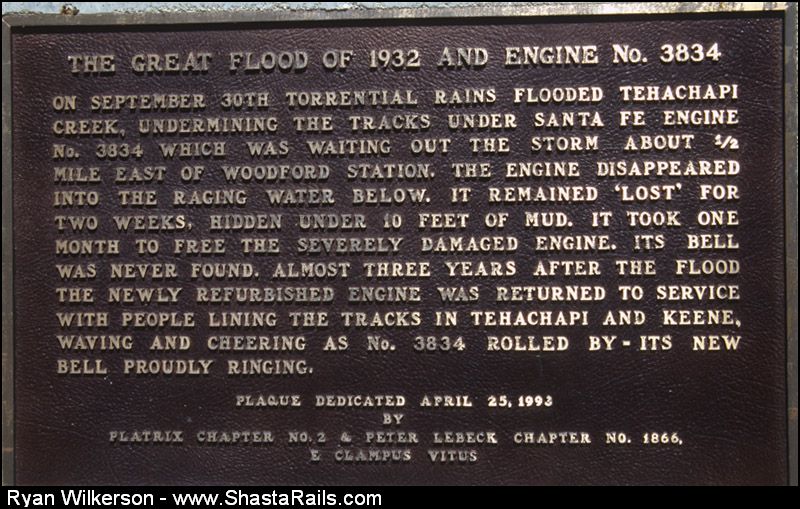 THE GREAT FLOOD OF 1932 AND ENGINE No. 3834
ON SEPTEMBER 30TH TORRENTIAL RAINS FLOODED TEHACHAPI
CREEK, UNDERMINING THE TRACKS UNDER SANTA FE ENGINE
No. 3834 WHICH WAS WAITING OUT THE STORM ABOUT ½
MILE EAST OF WOODFORD STATION. THE ENGINE DISAPPEARED
INTO THE RAGING WATER BELOW. IT REMAINED 'LOST' FOR
TWO WEEKS, HIDDEN UNDER 10 FEET OF MUD. IT TOOK ONE
MONTH TO FREE THE SEVERELY DAMAGED ENGINE. ITS BELL
WAS NEVER FOUND. ALMOST THREE YEARS AFTER THE FLOOD
THE NEWLY REFURBISHED ENGINE WAS RETURNED TO SERVICE
WITH PEOPLE LINING THE TRACKS IN TEHACHAPI AND KEENE,
WAVING AND CHEERING AS No. 3834 ROLLED BY - ITS NEW
BELL PROUDLY RINGING.
PLAQUE DEDICATED APRIL 25, 1993
BY
PLATRIX CHAPTER NO. 2 & PETER LEBECK CHAPTER NO. 1866,
E CLAMPUS VITUS
Ryan Wilkerson - www.ShastaRails.com